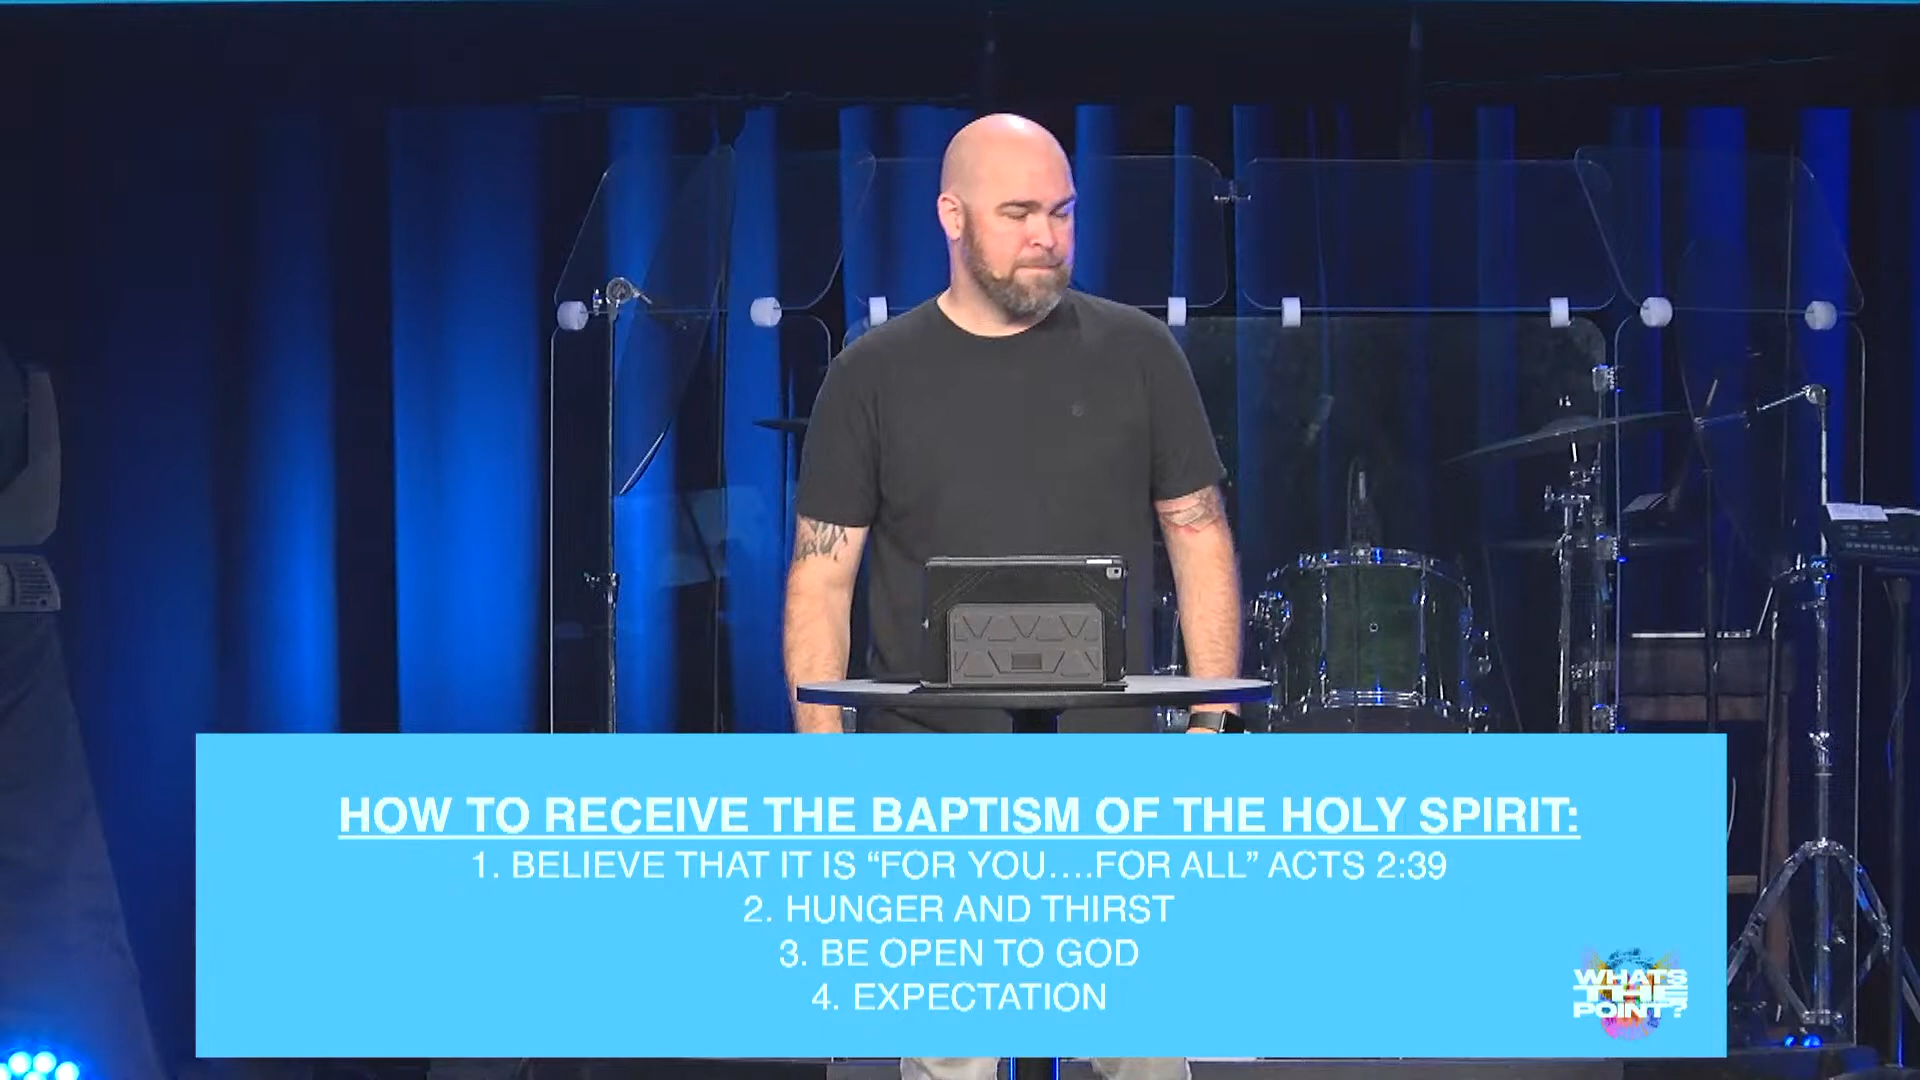 HOW TO RECEIVE THE BAPTISM OF THE HOLY SPIRIT:
1. BELIEVE THAT IT IS “FOR YOU....FOR ALL” ACTS 2:39
2. HUNGER AND THIRST
3. BE OPEN TO GOD
4. EXPECTATION
WHATS
THE
POINT?